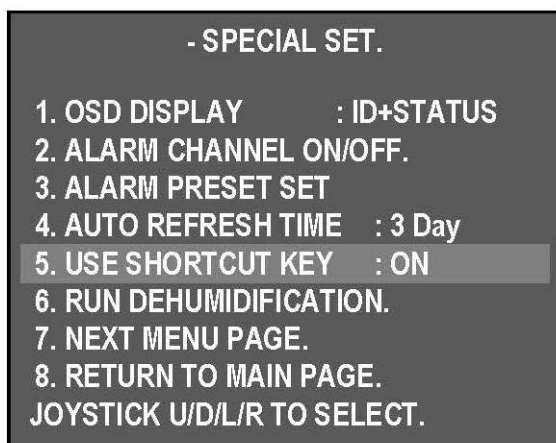 - SPECIAL SET.
1. OSD DISPLAY : ID+STATUS
2. ALARM CHANNEL ON/OFF.
3. ALARM PRESET SET
4. AUTO REFRESH TIME : 3 Day
5. USE SHORTCUT KEY : ON
6. RUN DEHUMIDIFICATION.
7. NEXT MENU PAGE.
8. RETURN TO MAIN PAGE.
JOYSTICK U/D/L/R TO SELECT.